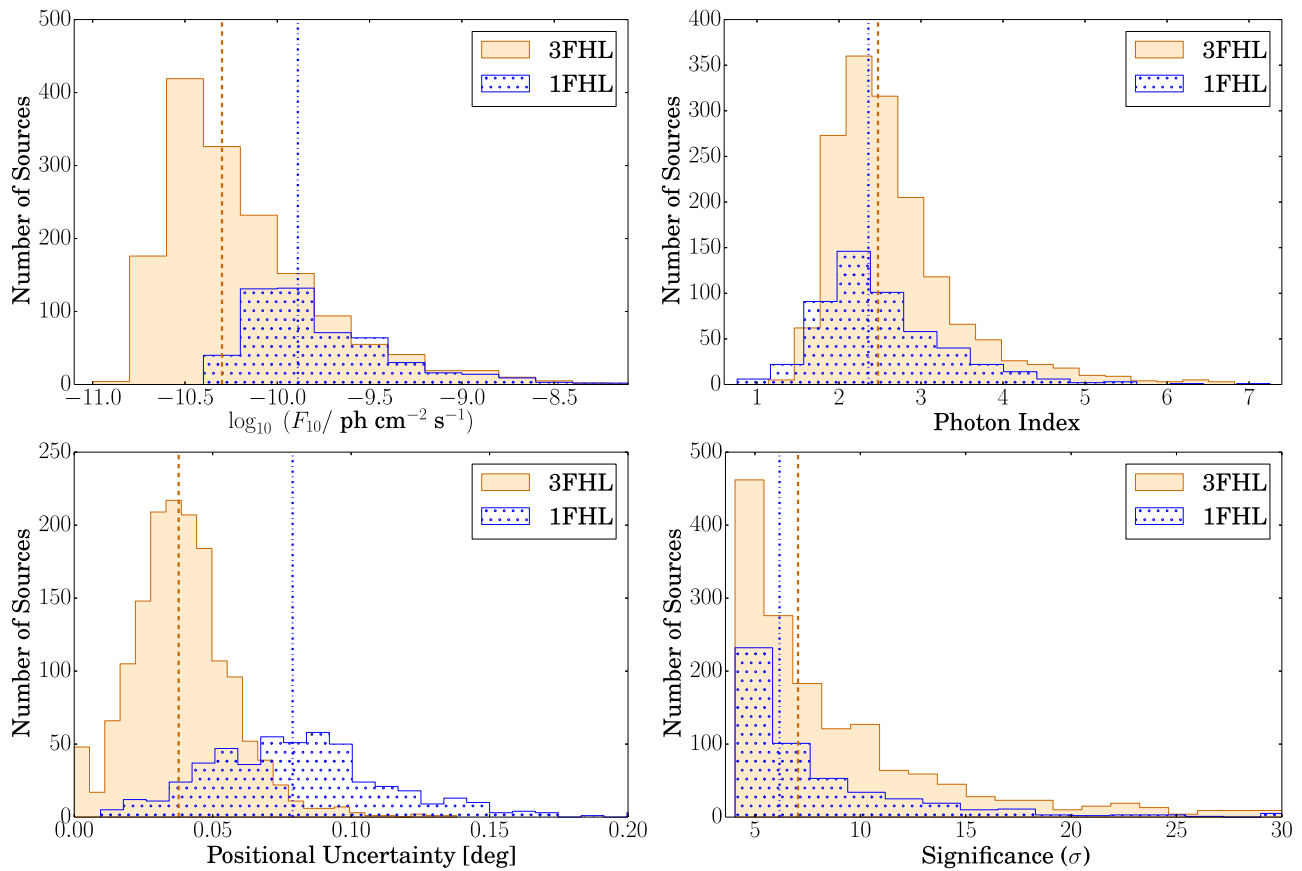 500
400
300
200
100
0
Number of Sources
3FHL
1FHL
−11.0 −10.5 −10.0 −9.5 −9.0 −8.5
log₁₀ (F₁₀/ ph cm⁻² s⁻¹)
400
350
300
250
200
150
100
50
0
Number of Sources
3FHL
1FHL
1 2 3 4 5 6 7
Photon Index
250
200
150
100
50
0
Number of Sources
3FHL
1FHL
0.00 0.05 0.10 0.15 0.20
Positional Uncertainty [deg]
500
400
300
200
100
0
Number of Sources
3FHL
1FHL
5 10 15 20 25 30
Significance (σ)